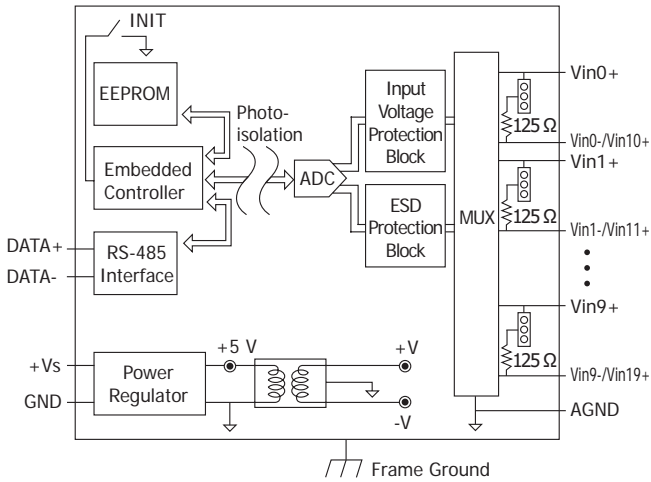 INIT
EEPROM
Photo-
isolation
Embedded
Controller
DATA+
DATA-
RS-485
Interface
ADC
Input
Voltage
Protection
Block
ESD
Protection
Block
MUX
Vin0+
125 Ω
Vin0-/Vin10+
Vin1+
125 Ω
Vin1-/Vin11+
Vin9+
125 Ω
Vin9-/Vin19+
AGND
+Vs
GND
Power
Regulator
+5 V
+V
-V
Frame Ground